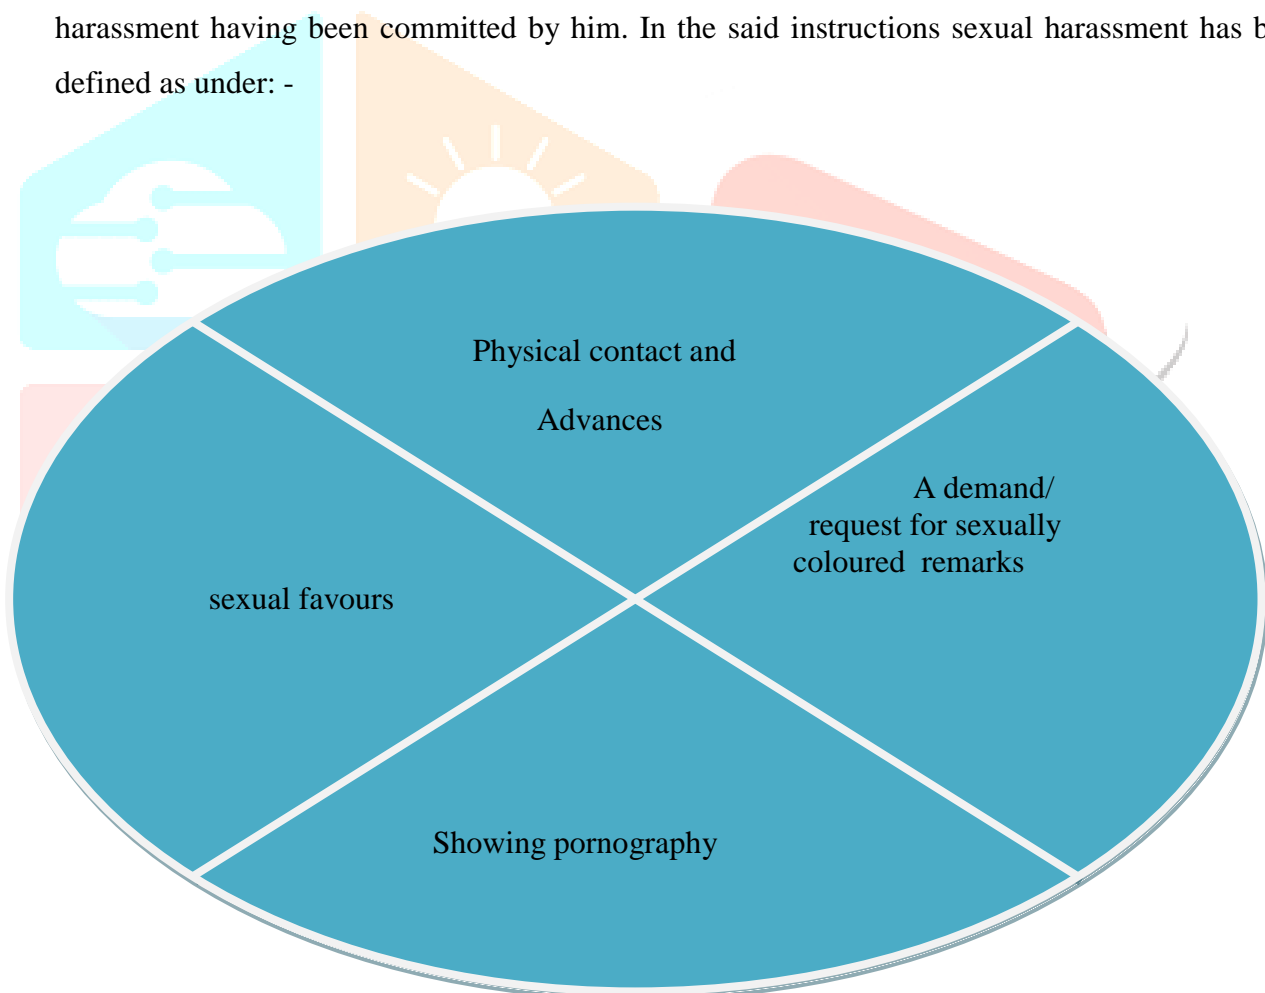 harassment having been committed by him. In the said instructions sexual harassment has
defined as under: -
Physical contact and
Advances
A demand/
request for sexually
coloured  remarks
sexual favours
Showing pornography